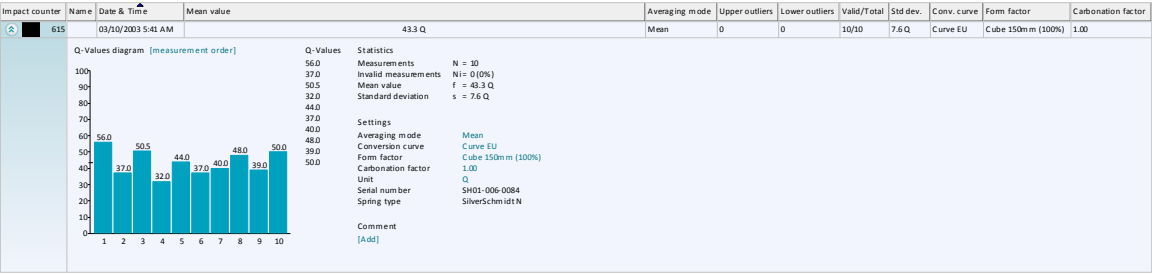 Impact counter Name Date & Time Mean value Averaging mode Upper outliers Lower outliers Valid/Total Std dev. Conv. curve Form factor Carbonation factor
615 03/10/2003 5:41 AM 43.3 Q Mean 0 0 10/10 7.6 Q Curve EU Cube 150mm (100%) 1.00
Q-Values diagram [measurement order]
100
90
80
70
60
50
40
30
20
10
0
56.0 37.0 50.5 32.0 44.0 37.0 40.0 48.0 39.0 50.0
1 2 3 4 5 6 7 8 9 10
Q-Values
56.0
37.0
50.5
32.0
44.0
37.0
40.0
48.0
39.0
50.0
Statistics
Measurements N = 10
Invalid measurements Ni= 0(0%)
Mean value f = 43.3 Q
Standard deviation s = 7.6 Q
Settings
Averaging mode Mean
Conversion curve Curve EU
Form factor Cube 150mm (100%)
Carbonation factor 1.00
Unit Q
Serial number SH01-006-0084
Spring type SilverSchmidt N
Comment
[Add]